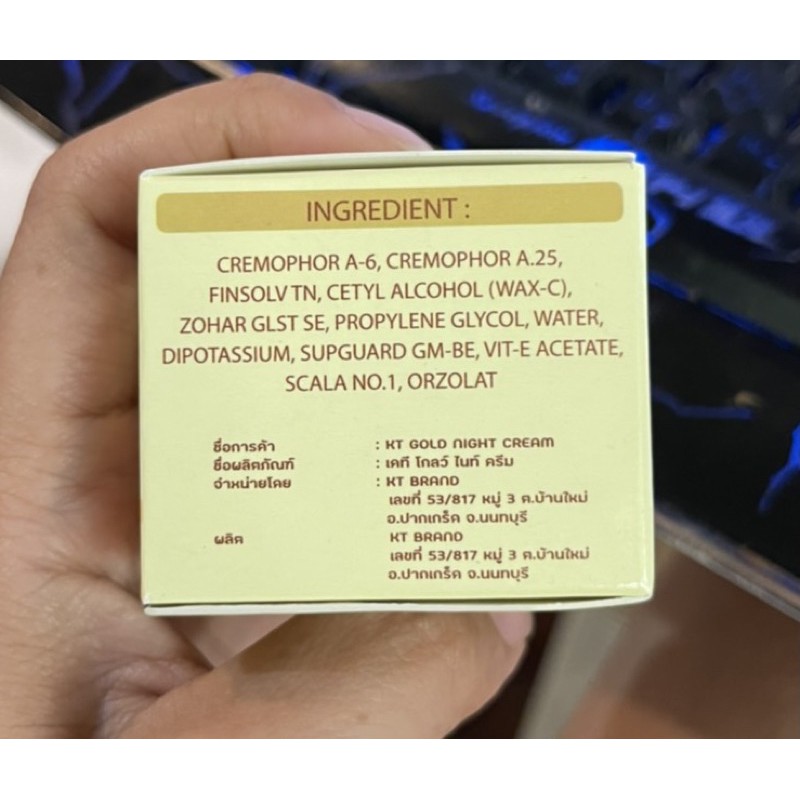 INGREDIENT :
CREMOPHOR A-6, CREMOPHOR A.25,
FINSOLV TN, CETYL ALCOHOL (WAX-C),
ZOHAR GLST SE, PROPYLENE GLYCOL, WATER,
DIPOTASSIUM, SUPGUARD GM-BE, VIT-E ACETATE,
SCALA NO.1, ORZOLAT
ชื่อการค้า : KT GOLD NIGHT CREAM
ชื่อผลิตภัณฑ์ : เคที โกลว์ ไนท์ ครีม
จำหน่ายโดย : KT BRAND
เลขที่ 53/817 หมู่ 3 ต.บ้านใหม่
อ.ปากเกร็ด จ.นนทบุรี
ผลิต KT BRAND
เลขที่ 53/817 หมู่ 3 ต.บ้านใหม่
อ.ปากเกร็ด จ.นนทบุรี